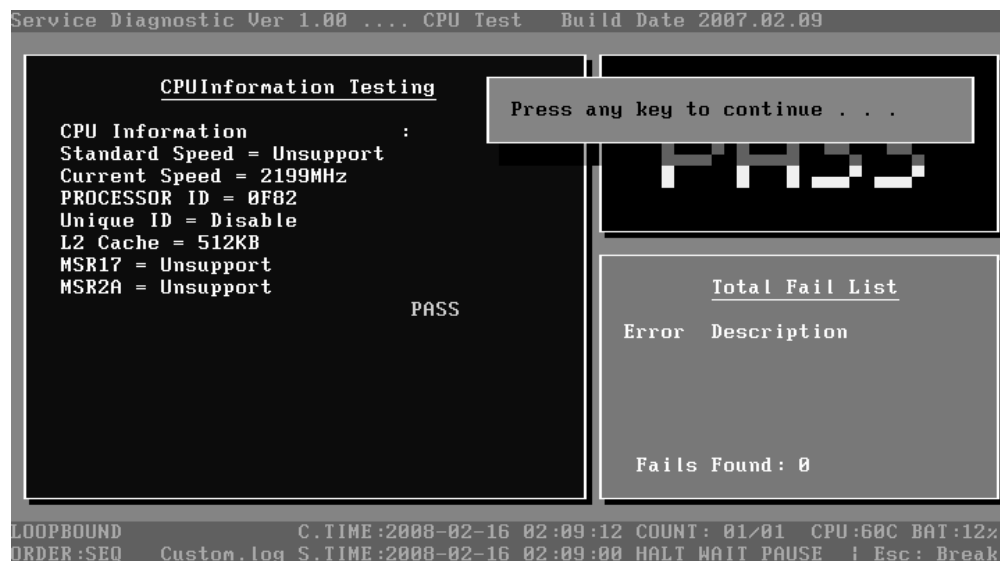 Service Diagnostic Ver 1.00 .... CPU Test Build Date 2007.02.09
CPUInformation Testing
Press any key to continue . . .
CPU Information :
Standard Speed = Unsupport
Current Speed = 2199MHz
PROCESSOR ID = 0F82
Unique ID = Disable
L2 Cache = 512KB
MSR17 = Unsupport
MSR2A = Unsupport
PASS
PASS
Total Fail List
Error Description
Fails Found: 0
LOOPBOUND C.TIME:2008-02-16 02:09:12 COUNT: 01/01 CPU:60C BAT:12%
ORDER:SEQ Custom.log S.TIME:2008-02-16 02:09:00 HALT WAIT PAUSE | Esc: Break